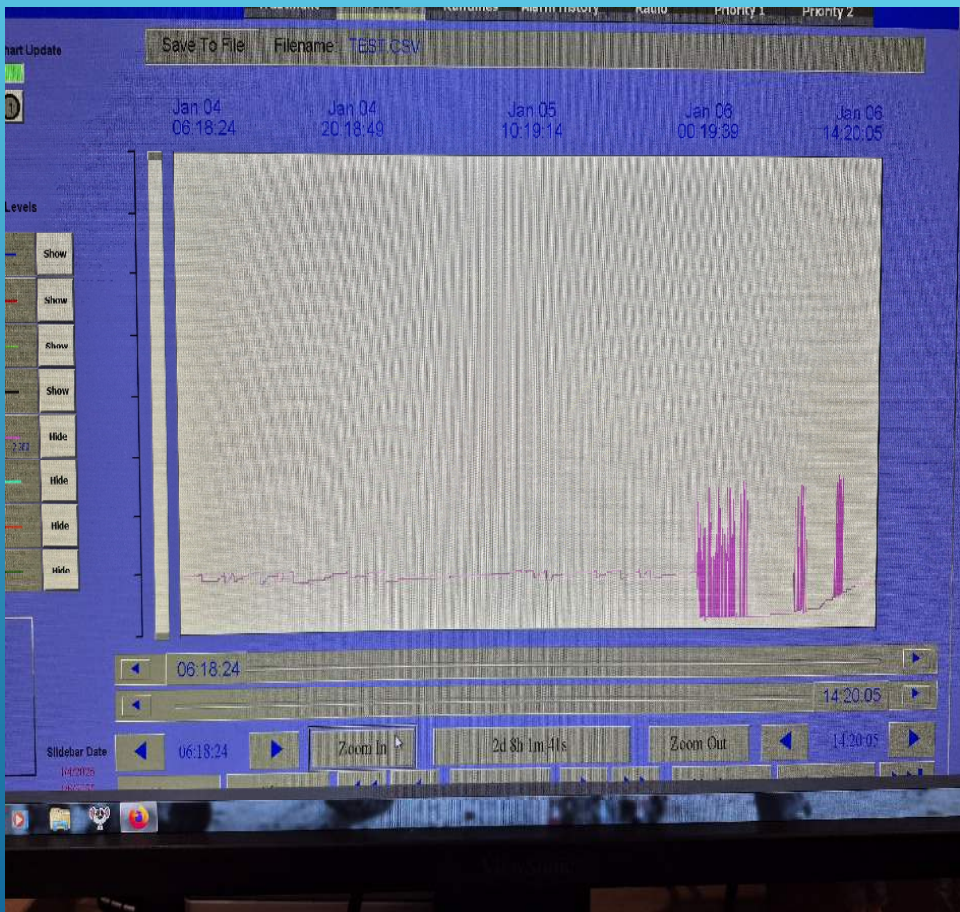 Runtimes Alarm History Radio Priority 1 Priority 2
hart Update
Save To File Filename TEST.CSV
Jan 04 Jan 04 Jan 05 Jan 06 Jan 06
06:18:24 20:18:49 10:19:14 00:19:39 14:20:05
Levels
Show
Show
Show
Show
Hide
Hide
Hide
Hide
06:18:24
14:20:05
Slidebar Date
06:18:24 Zoom In 2d 8h 1m 41s Zoom Out 14:20:05
ViewSonic